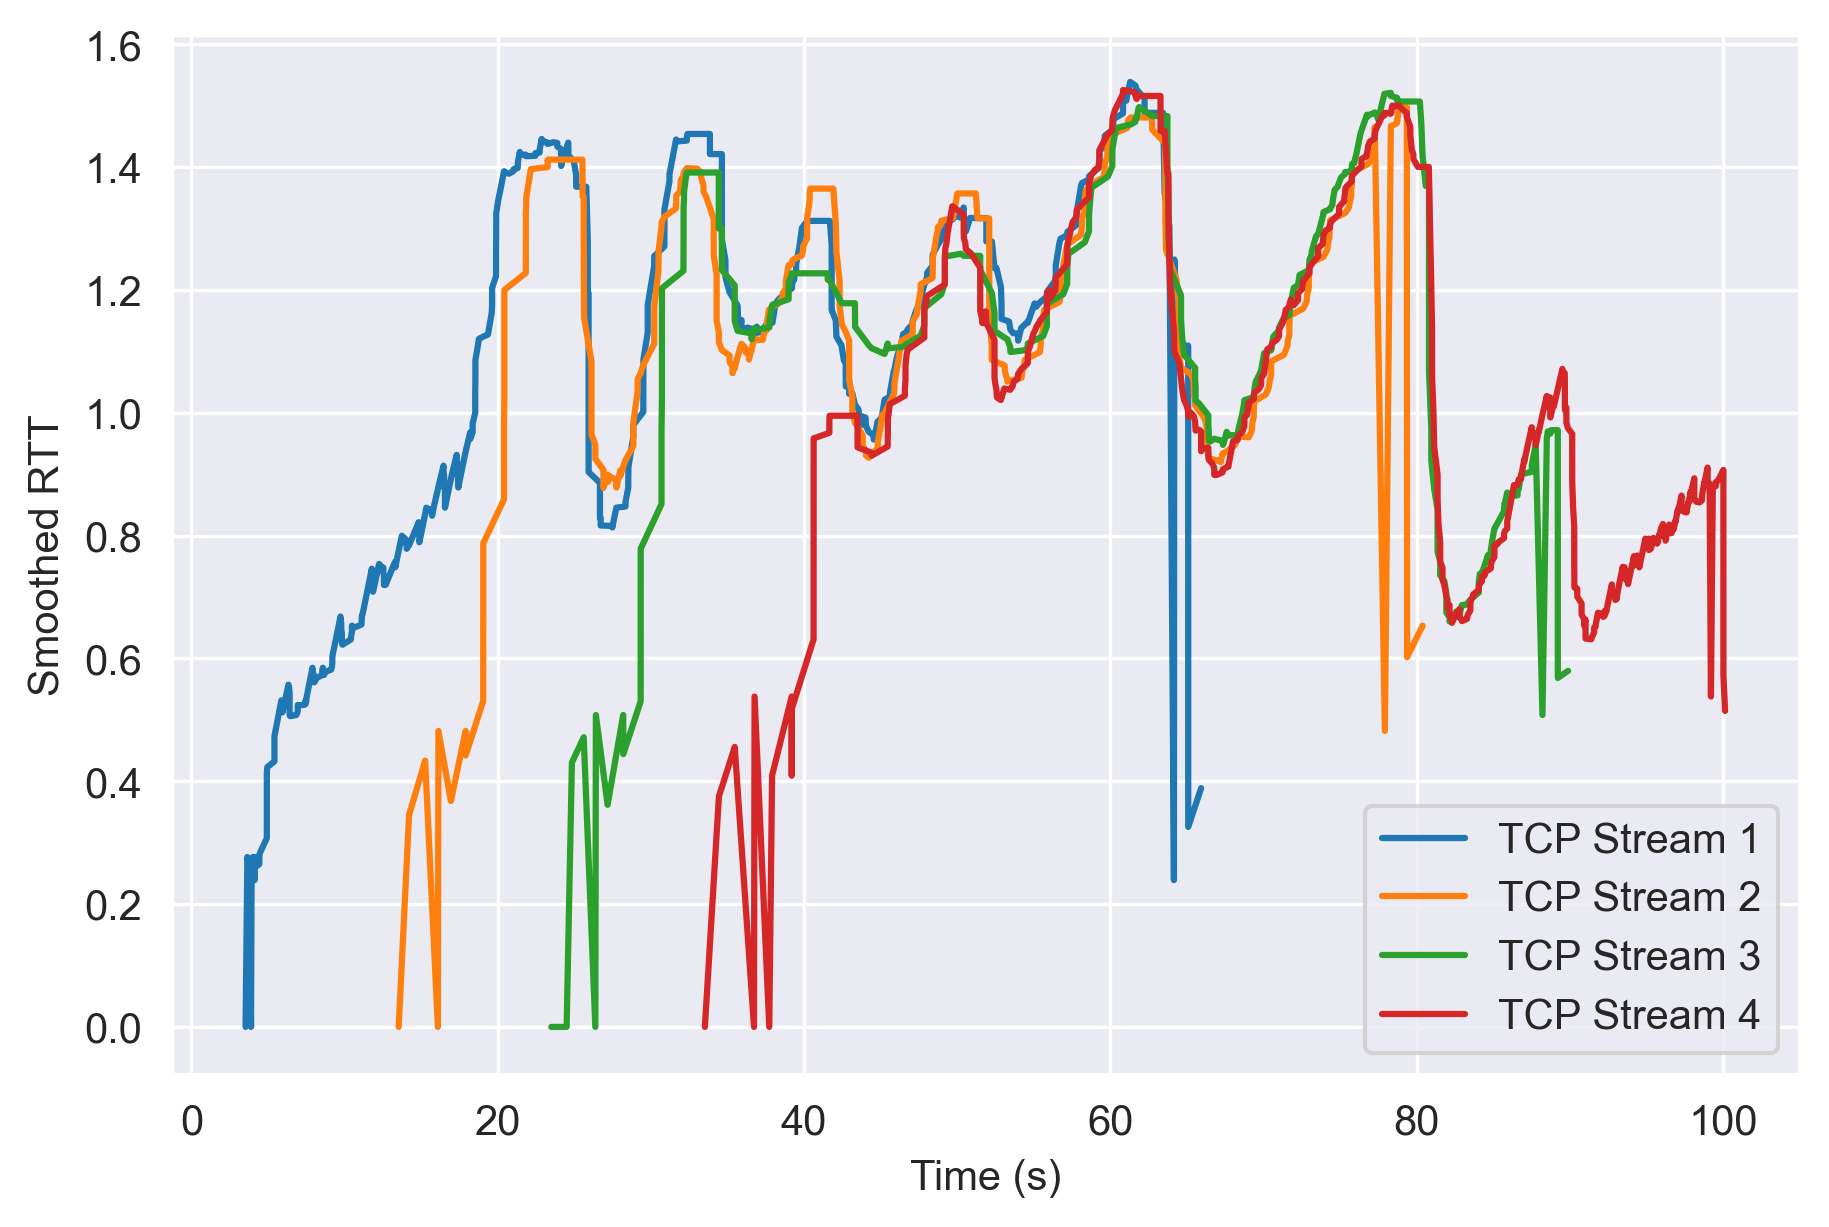 1.6
1.4
1.2
1.0
0.8
0.6
0.4
0.2
0.0
Smoothed RTT
0 20 40 60 80 100
Time (s)
TCP Stream 1
TCP Stream 2
TCP Stream 3
TCP Stream 4